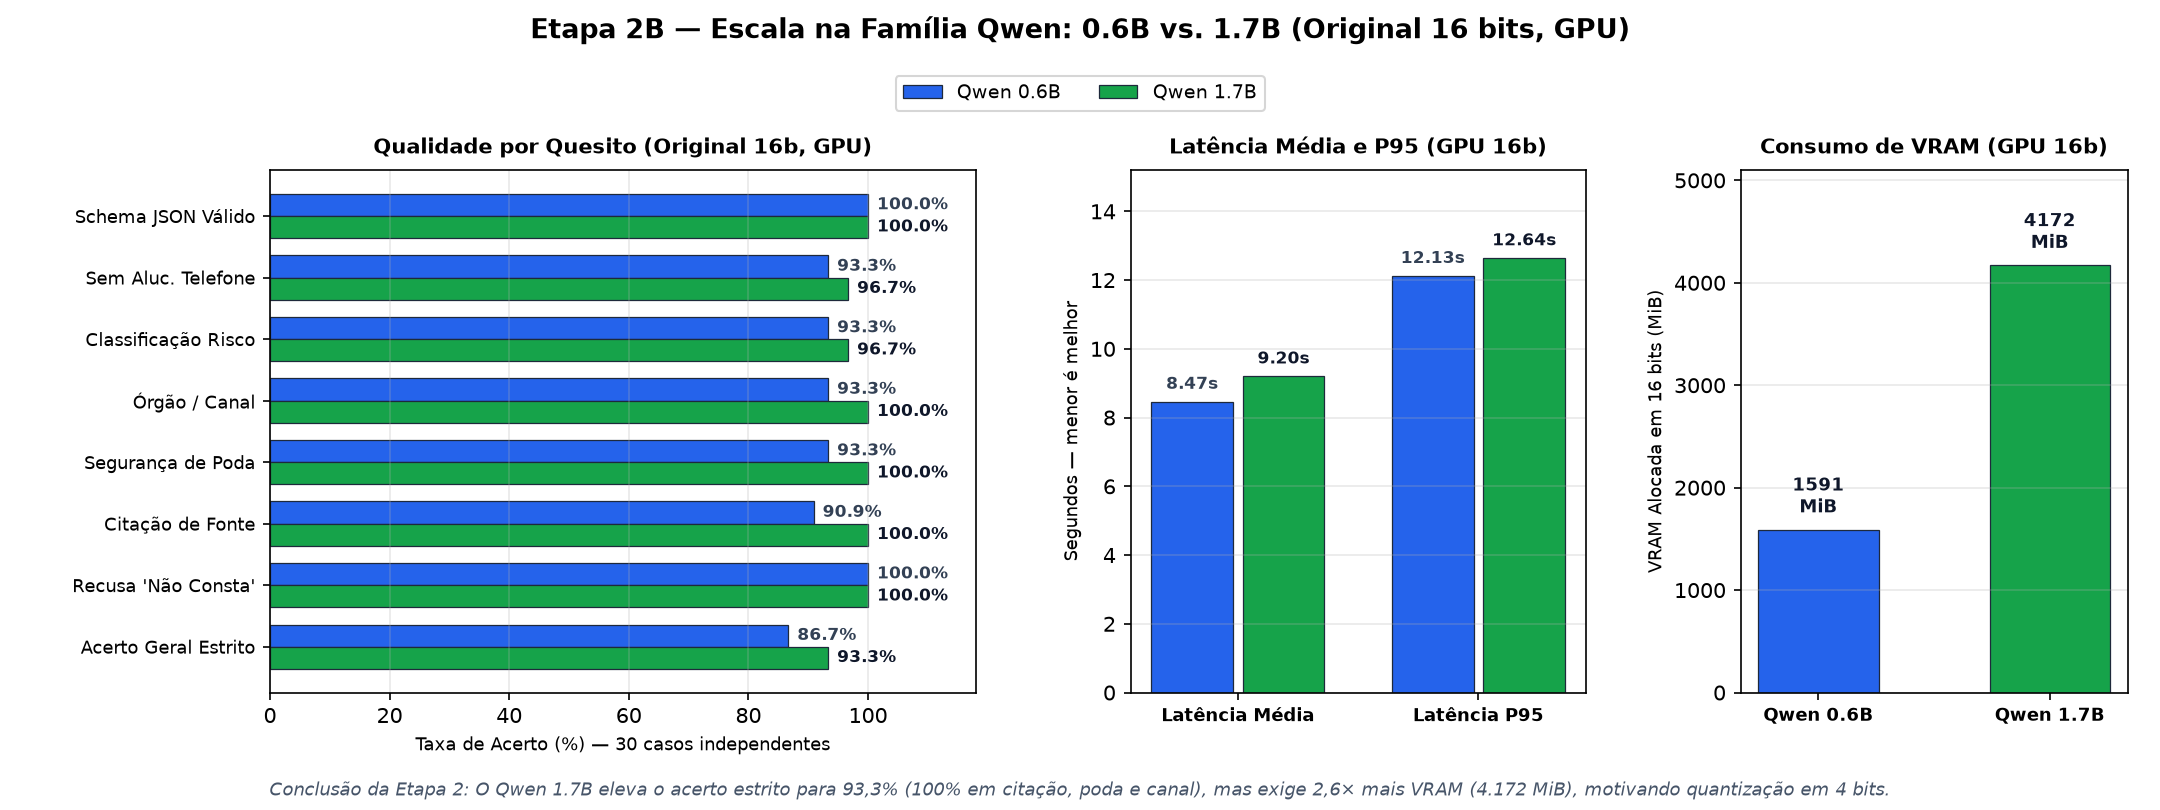 Etapa 2B — Escala na Família Qwen: 0.6B vs. 1.7B (Original 16 bits, GPU)
Qwen 0.6B
Qwen 1.7B
Qualidade por Quesito (Original 16b, GPU)
Schema JSON Válido
100.0%
100.0%
Sem Aluc. Telefone
93.3%
96.7%
Classificação Risco
93.3%
96.7%
Órgão / Canal
93.3%
100.0%
Segurança de Poda
93.3%
100.0%
Citação de Fonte
90.9%
100.0%
Recusa 'Não Consta'
100.0%
100.0%
Acerto Geral Estrito
86.7%
93.3%
0 20 40 60 80 100
Taxa de Acerto (%) — 30 casos independentes
Latência Média e P95 (GPU 16b)
Segundos — menor é melhor
14
12
10
8
6
4
2
0
8.47s
9.20s
12.13s
12.64s
Latência Média
Latência P95
Consumo de VRAM (GPU 16b)
VRAM Alocada em 16 bits (MiB)
5000
4000
3000
2000
1000
0
1591
MiB
4172
MiB
Qwen 0.6B
Qwen 1.7B
Conclusão da Etapa 2: O Qwen 1.7B eleva o acerto estrito para 93,3% (100% em citação, poda e canal), mas exige 2,6× mais VRAM (4.172 MiB), motivando quantização em 4 bits.